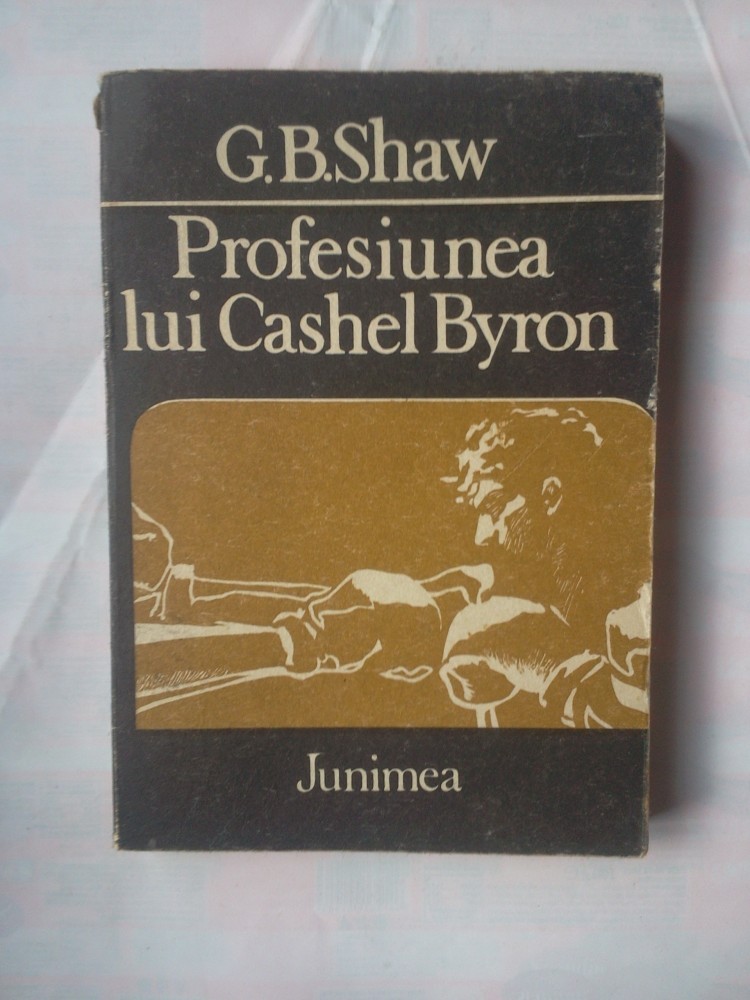 G.B.Shaw
Profesiunea
lui Cashel Byron
Junimea